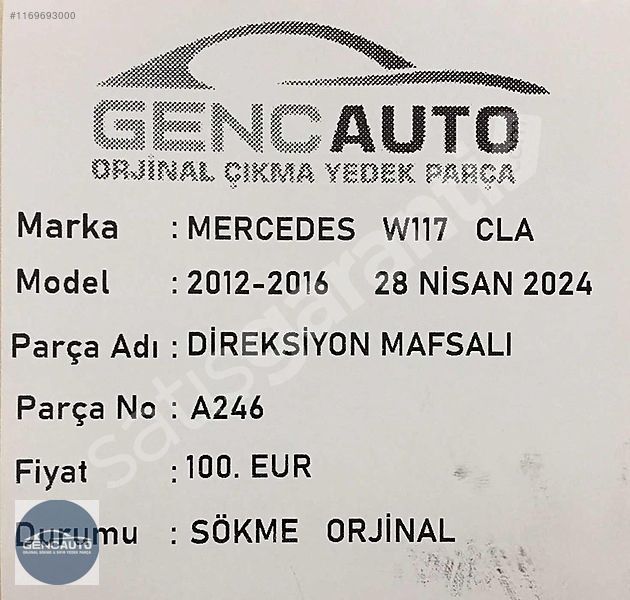 #1169693000
GENCAUTO
ORJİNAL ÇIKMA YEDEK PARÇA
Marka : MERCEDES W117 CLA
Model : 2012-2016 28 NİSAN 2024
Parça Adı : DİREKSİYON MAFSALI
Parça No : A246
Fiyat : 100. EUR
Durumu : SÖKME ORJİNAL
GENCAUTO
satisgaranti